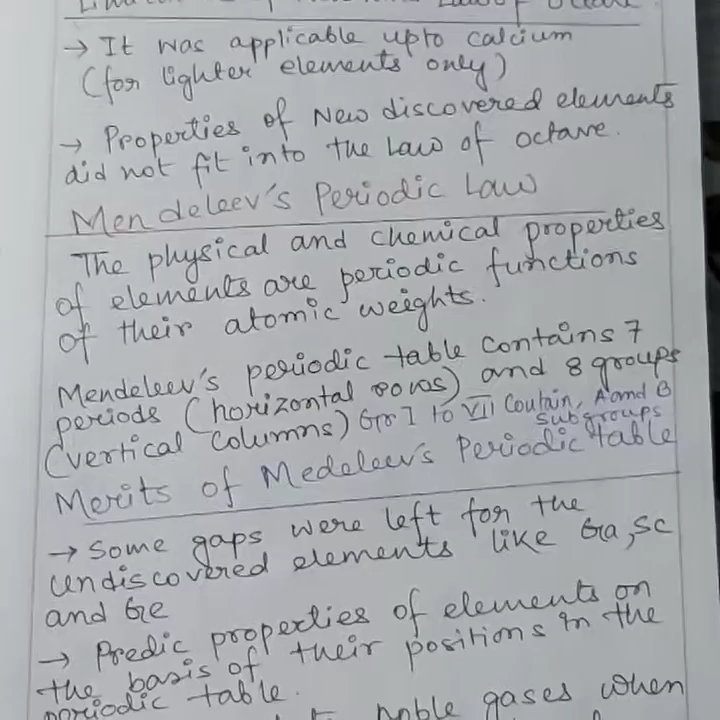 Law of Octave
→ It was applicable upto calcium
(for lighter elements only)
→ Properties of New discovered elements
did not fit into the Law of octave.
Mendeleev's Periodic Law
The physical and chemical properties
of elements are periodic functions
of their atomic weights.
Mendeleev's periodic table contains 7
periods (horizontal rows) and 8 groups
(vertical columns) Gr I to VII Contain, A and B
subgroups
Merits of Medeleev's Periodic table
→ Some gaps were left for the
undiscovered elements like Ga, Sc
and Ge
→ Predic properties of elements on
the basis of their positions in the
periodic table.
noble gases when